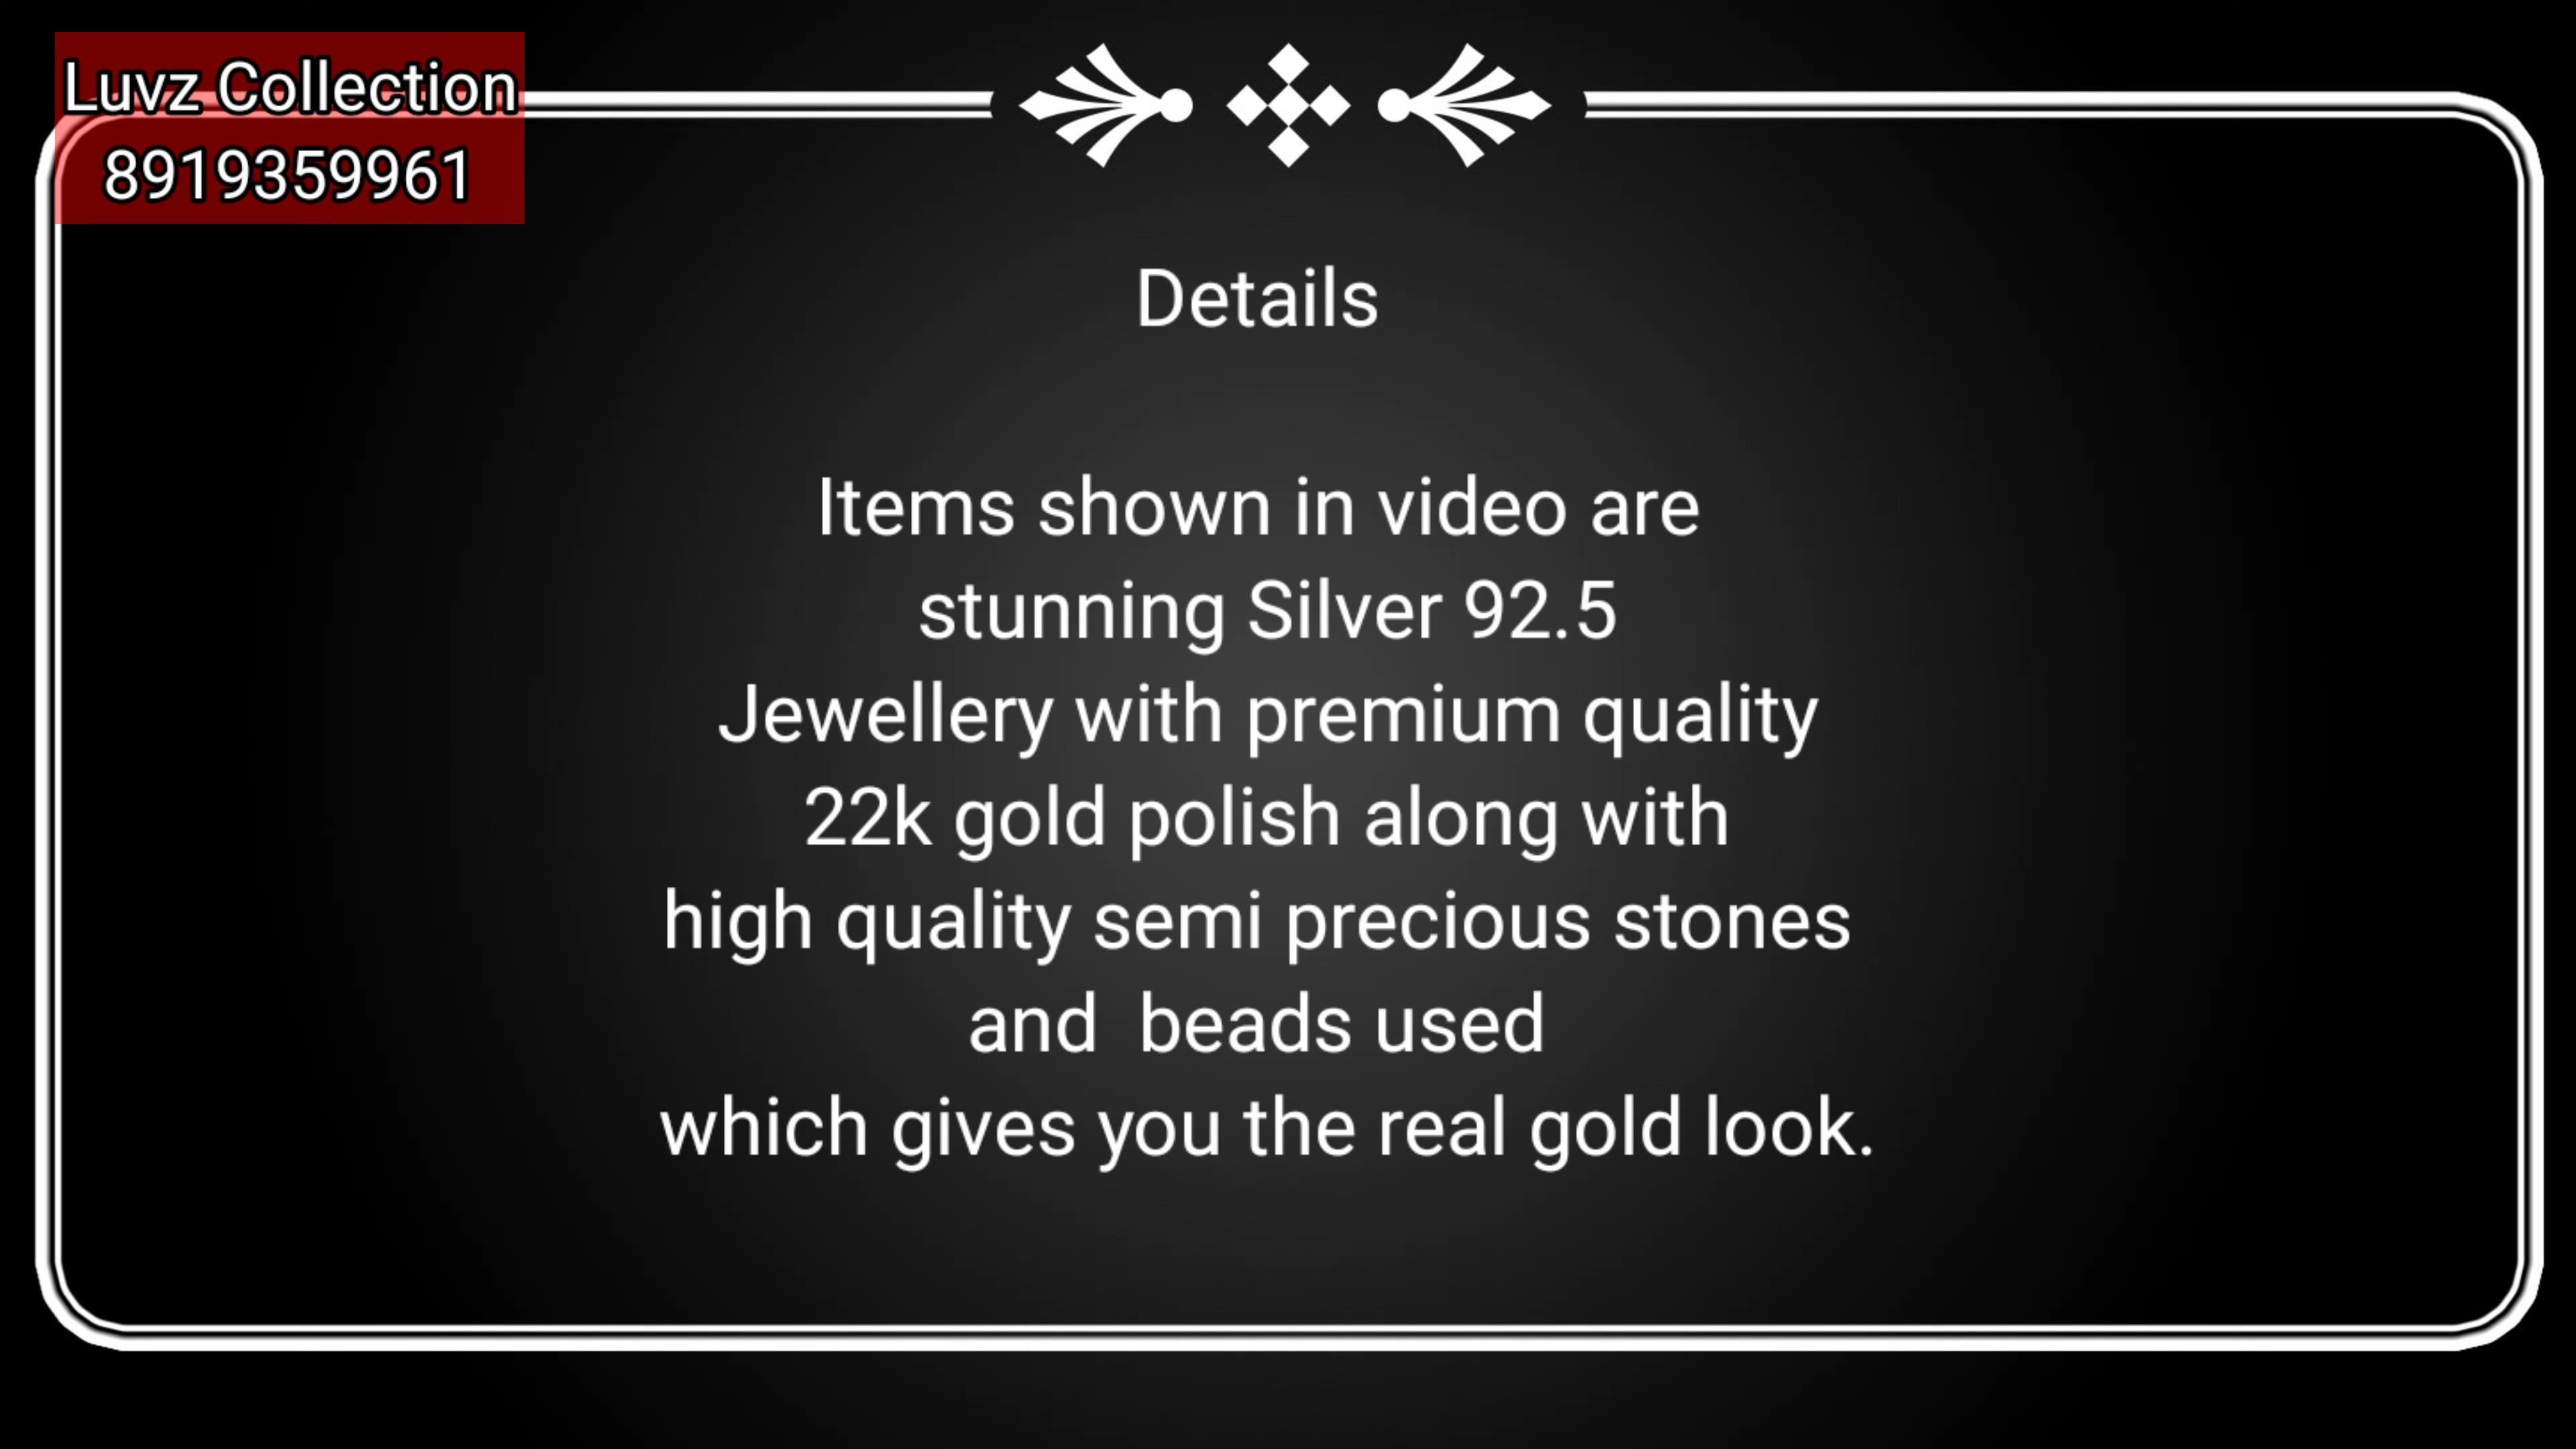 Luvz Collection
8919359961
Details
Items shown in video are
stunning Silver 92.5
Jewellery with premium quality
22k gold polish along with
high quality semi precious stones
and  beads used
which gives you the real gold look.